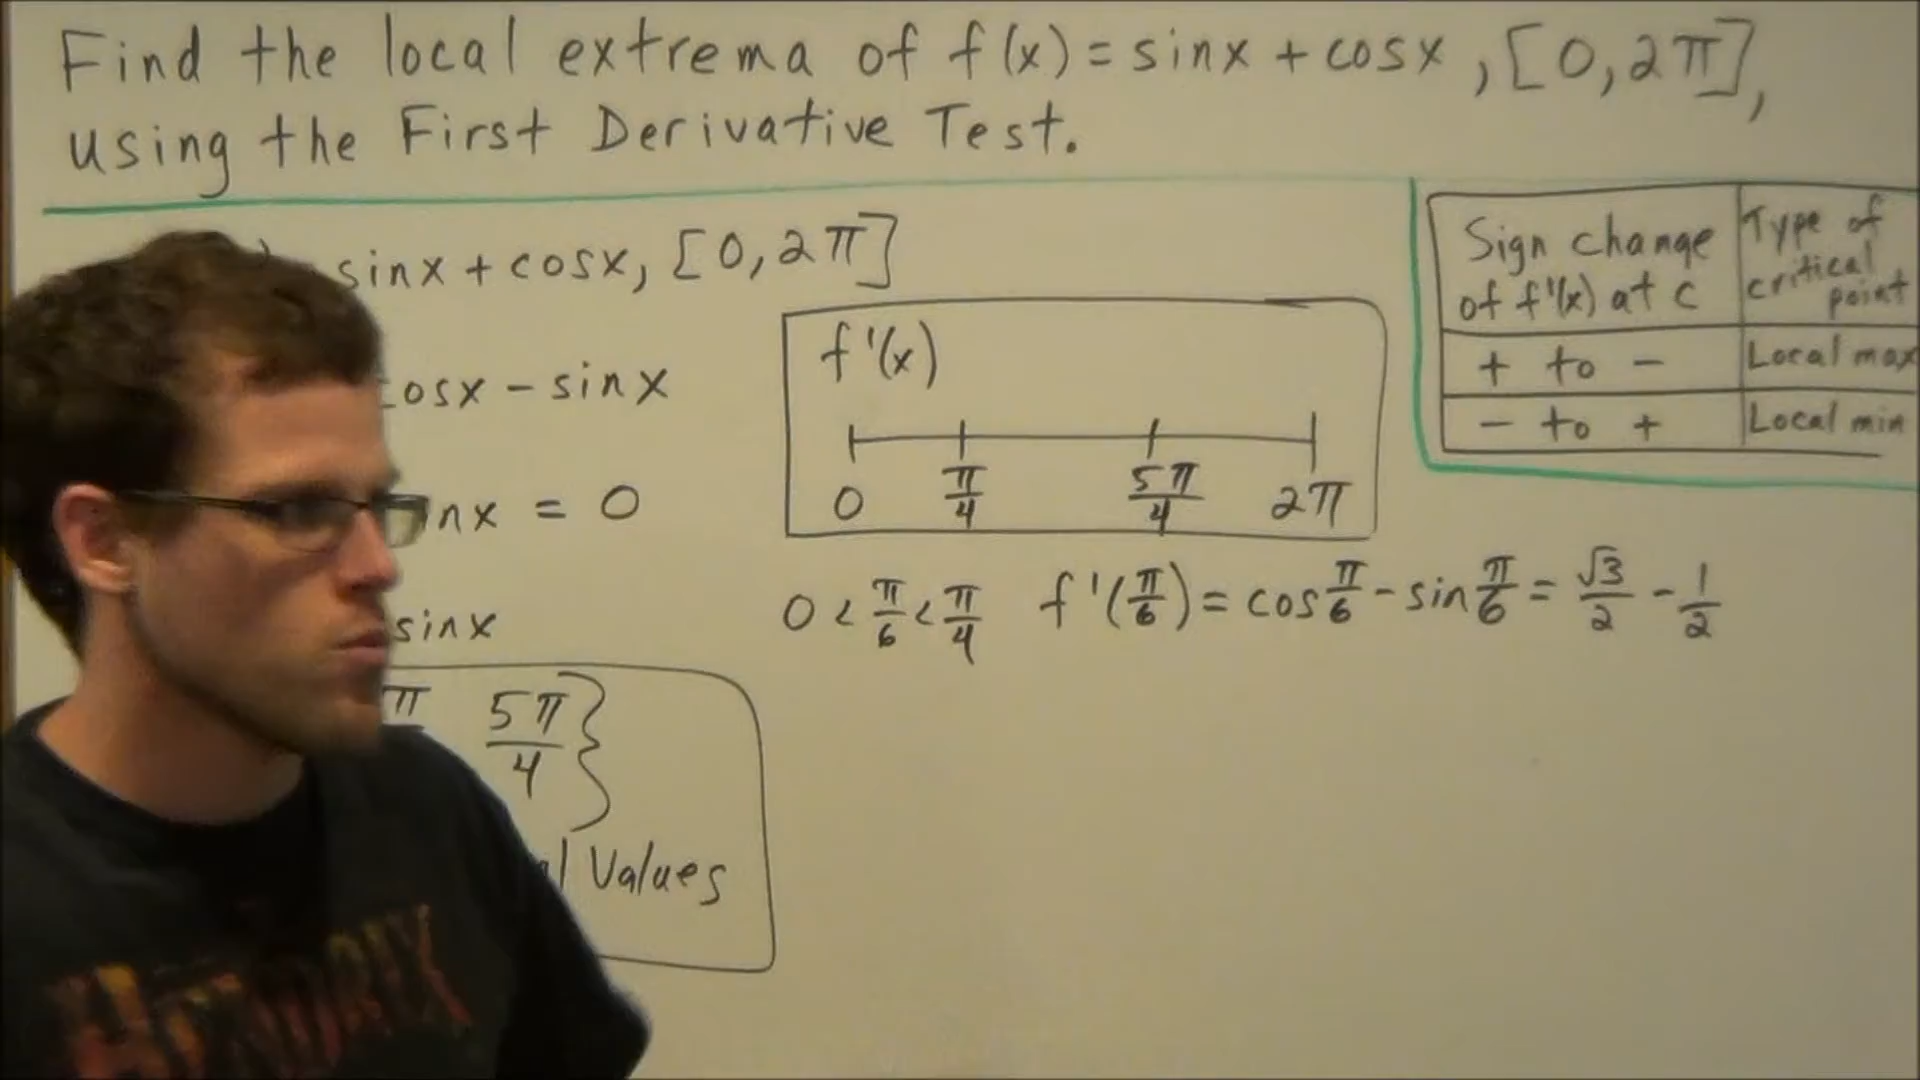 Find the local extrema of f(x) = sinx + cosx , [0, 2π],
using the First Derivative Test.
) sinx + cosx, [0, 2π]
cosx - sinx
nx = 0
sinx
π 5π/4 }
l Values
f'(x)
0 π/4 5π/4 2π
0 < π/6 < π/4 f'(π/6) = cos π/6 - sin π/6 = √3/2 - 1/2
Sign change of f'(x) at c
Type of critical point
+ to - Local max
- to + Local min